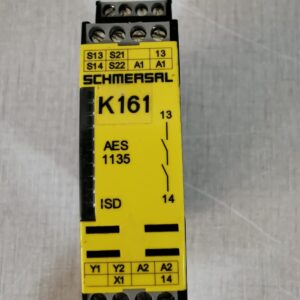 S13 S21 13
S14 S22 A1 A1
SCHMERSAL
K161
13
AES
1135
14
ISD
Y1 Y2 A2 A2
X1 14